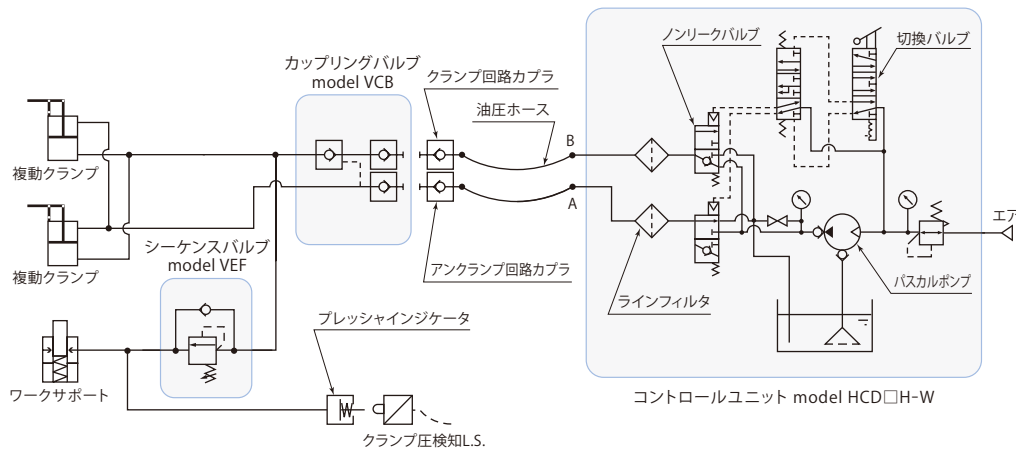 ノンリークバルブ
切換バルブ
カップリングバルブ
model VCB
クランプ回路カプラ
油圧ホース
B
複動クランプ
A
複動クランプ
シーケンスバルブ
model VEF
アンクランプ回路カプラ
エアー
パスカルポンプ
ラインフィルタ
プレッシャインジケータ
ワークサポート
コントロールユニット model HCD□H-W
クランプ圧検知L.S.